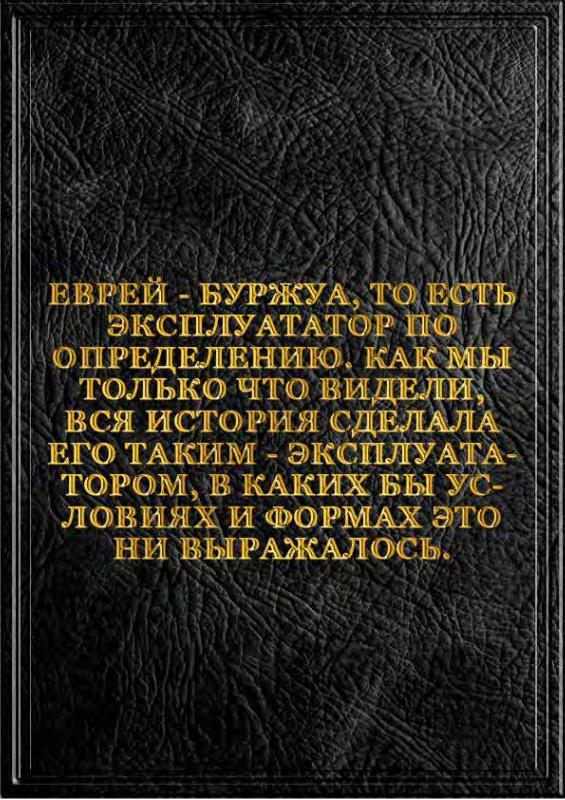 ЕВРЕЙ - БУРЖУА, ТО ЕСТЬ
ЭКСПЛУАТАТОР ПО
ОПРЕДЕЛЕНИЮ. КАК МЫ
ТОЛЬКО ЧТО ВИДЕЛИ,
ВСЯ ИСТОРИЯ СДЕЛАЛА
ЕГО ТАКИМ - ЭКСПЛУАТА-
ТОРОМ, В КАКИХ БЫ УС-
ЛОВИЯХ И ФОРМАХ ЭТО
НИ ВЫРАЖАЛОСЬ.